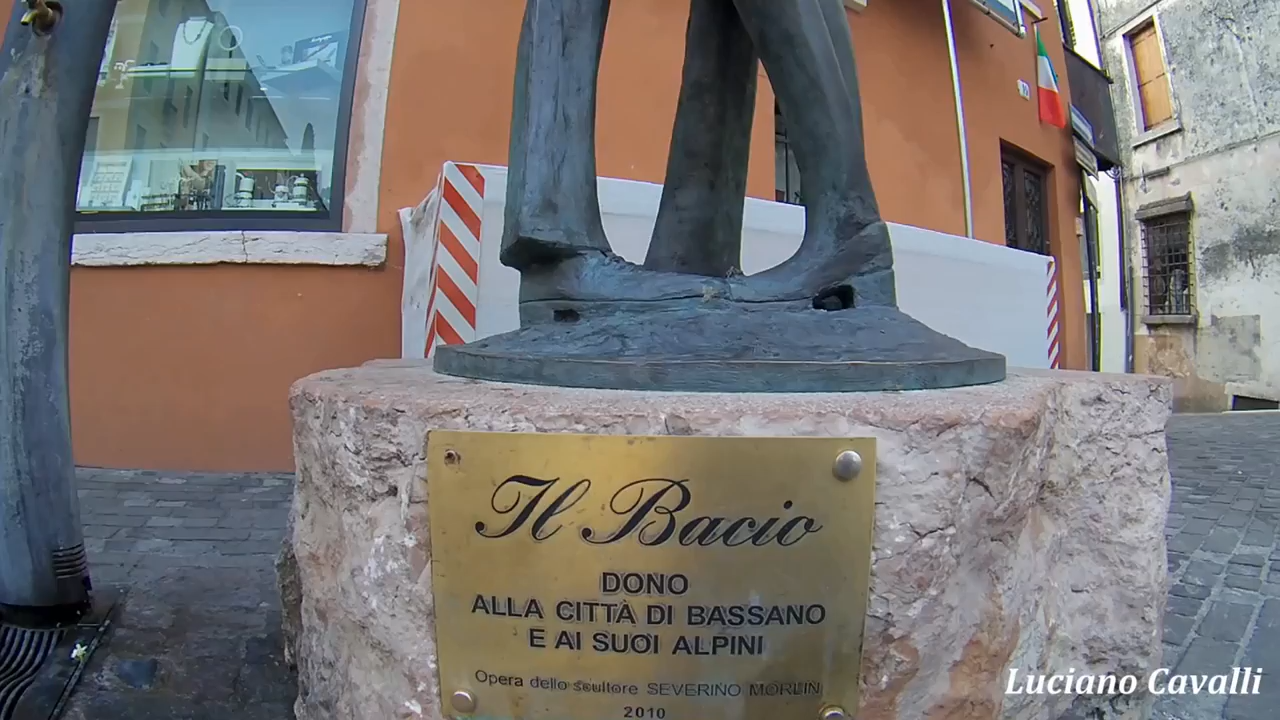 Il Bacio
DONO
ALLA CITTÀ DI BASSANO
E AI SUOI ALPINI
Opera dello scultore SEVERINO MORLIN
2010
Luciano Cavalli